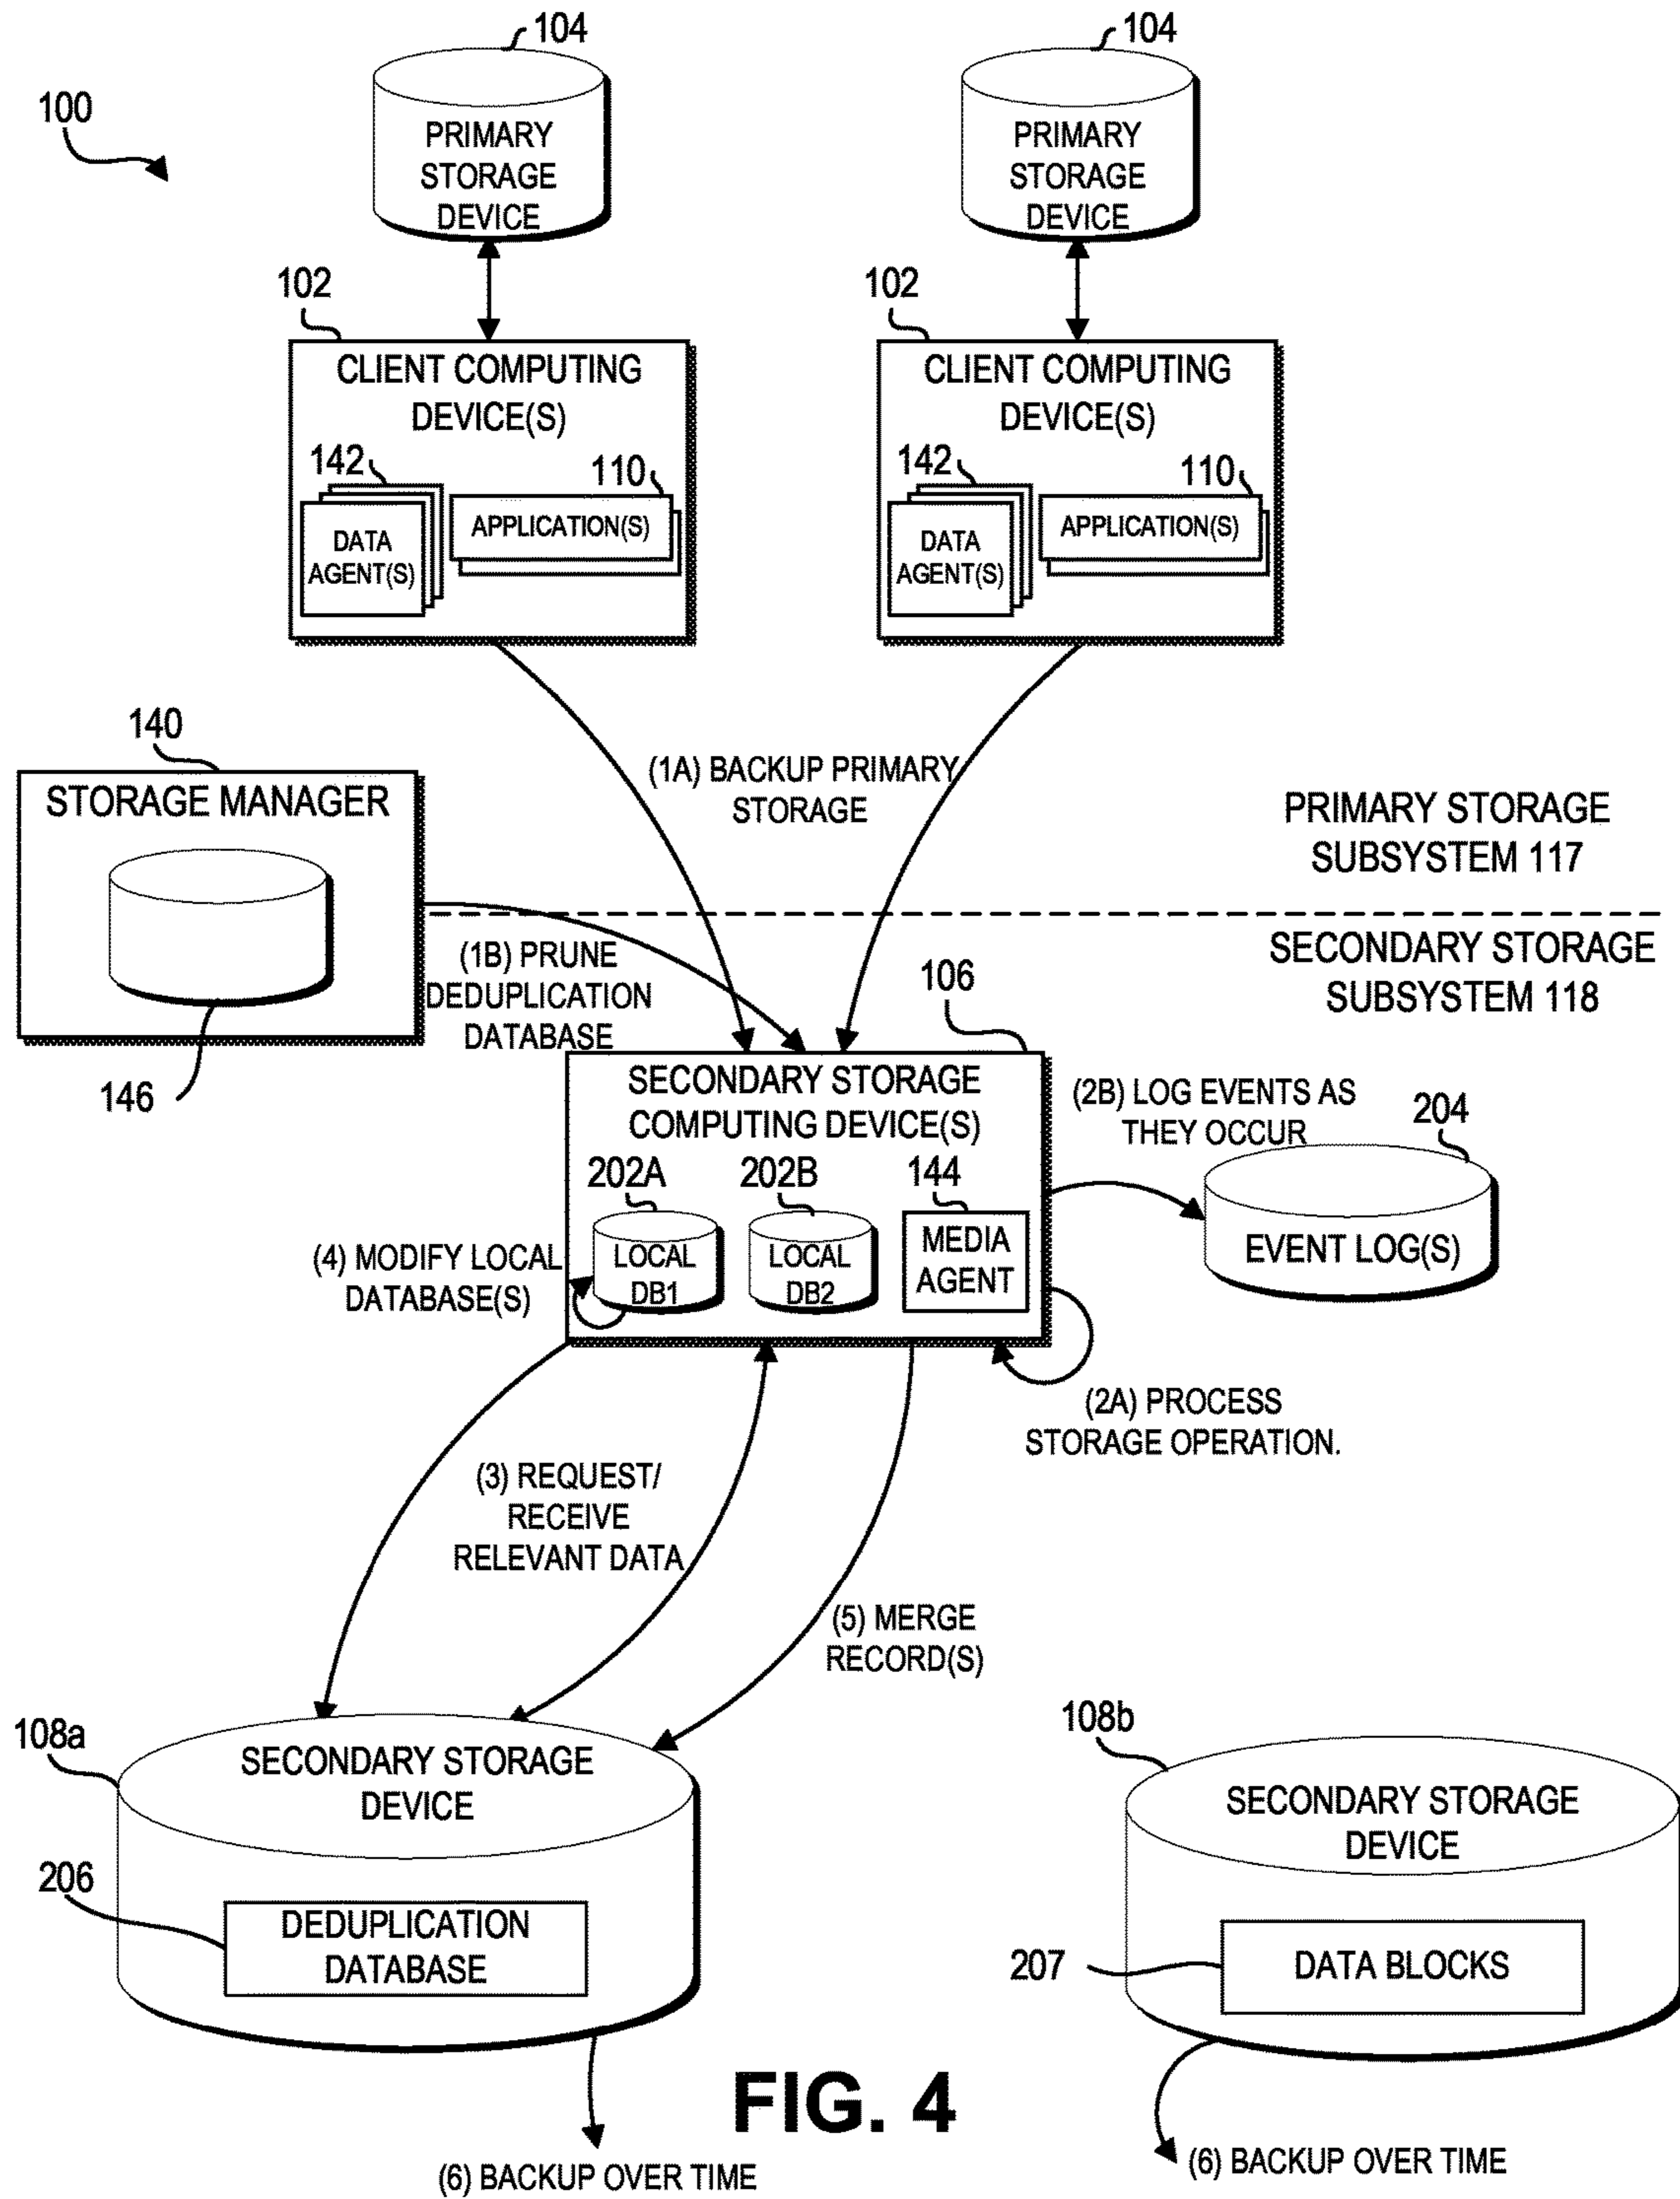 104
104
100
PRIMARY
STORAGE
DEVICE
PRIMARY
STORAGE
DEVICE
102
102
CLIENT COMPUTING
DEVICE(S)
CLIENT COMPUTING
DEVICE(S)
142
110
142
110
DATA
AGENT(S)
APPLICATION(S)
DATA
AGENT(S)
APPLICATION(S)
140
STORAGE MANAGER
(1A) BACKUP PRIMARY
STORAGE
PRIMARY STORAGE
SUBSYSTEM 117
SECONDARY STORAGE
SUBSYSTEM 118
(1B) PRUNE
DEDUPLICATION
DATABASE
146
106
SECONDARY STORAGE
COMPUTING DEVICE(S)
202A
202B
144
LOCAL
DB1
LOCAL
DB2
MEDIA
AGENT
(2B) LOG EVENTS AS
THEY OCCUR
204
EVENT LOG(S)
(4) MODIFY LOCAL
DATABASE(S)
(2A) PROCESS
STORAGE OPERATION.
(3) REQUEST/
RECEIVE
RELEVANT DATA
(5) MERGE
RECORD(S)
108a
SECONDARY STORAGE
DEVICE
108b
SECONDARY STORAGE
DEVICE
206
DEDUPLICATION
DATABASE
207
DATA BLOCKS
FIG. 4
(6) BACKUP OVER TIME
(6) BACKUP OVER TIME